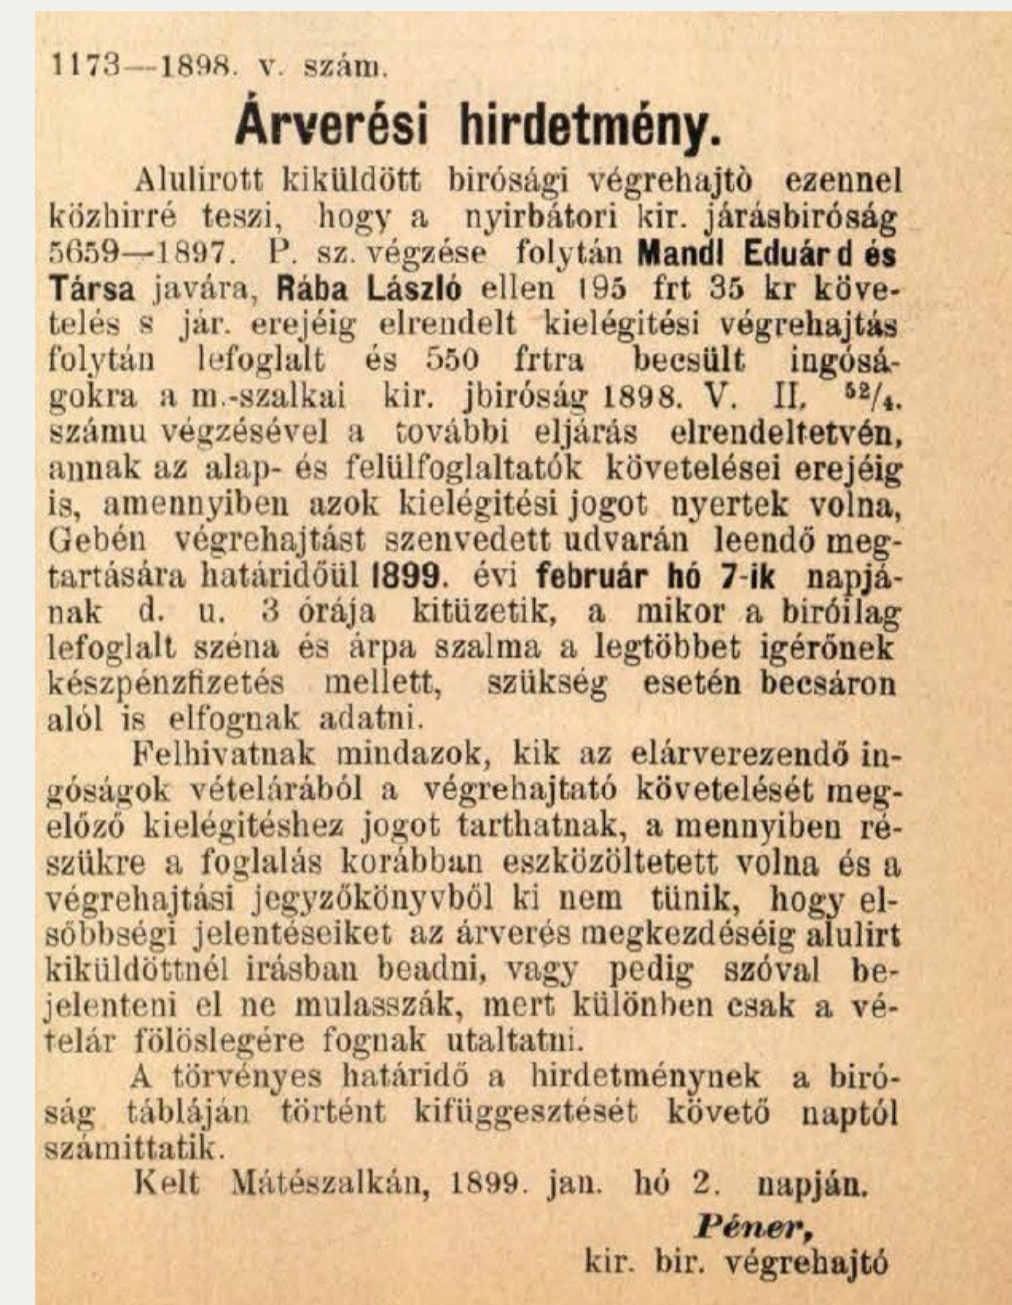 1173—1898. v. szám.
Árverési hirdetmény.
Alulirott kiküldött birósági végrehajtò ezennel
közhirré teszi, hogy a nyirbátori kir. járásbiróság
5659—1897. P. sz. végzése folytán Mandl Eduárd és
Társa javára, Rába László ellen 195 frt 35 kr köve-
telés s jár. erejéig elrendelt kielégitési végrehajtás
folytán lefoglalt és 550 frtra becsült ingósá-
gokra a m.-szalkai kir. jbiróság 1898. V. II. 52/4.
számu végzésével a további eljárás elrendeltetvén,
annak az alap- és felülfoglaltatók követelései erejéig
is, amennyiben azok kielégitési jogot nyertek volna,
Gebén végrehajtást szenvedett udvarán leendő meg-
tartására határidőül 1899. évi február hó 7-ik napjá-
nak d. u. 3 órája kitüzetik, a mikor a biróilag
lefoglalt széna és árpa szalma a legtöbbet igérőnek
készpénzfizetés mellett, szükség esetén becsáron
alól is elfognak adatni.
Felhivatnak mindazok, kik az elárverezendő in-
góságok vételárából a végrehajtató követelését meg-
előző kielégitéshez jogot tarthatnak, a mennyiben ré-
szükre a foglalás korábban eszközöltetett volna és a
végrehajtási jegyzőkönyvből ki nem tünik, hogy el-
sőbbségi jelentéseiket az árverés megkezdéséig alulirt
kiküldöttnél irásban beadni, vagy pedig szóval be-
jelenteni el ne mulasszák, mert különben csak a vé-
telár fölöslegére fognak utaltatni.
A törvényes határidő a hirdetménynek a biró-
ság tábláján történt kifüggesztését követő naptól
számittatik.
Kelt Mátészalkán, 1899. jan. hó 2. napján.
Péner,
kir. bir. végrehajtó